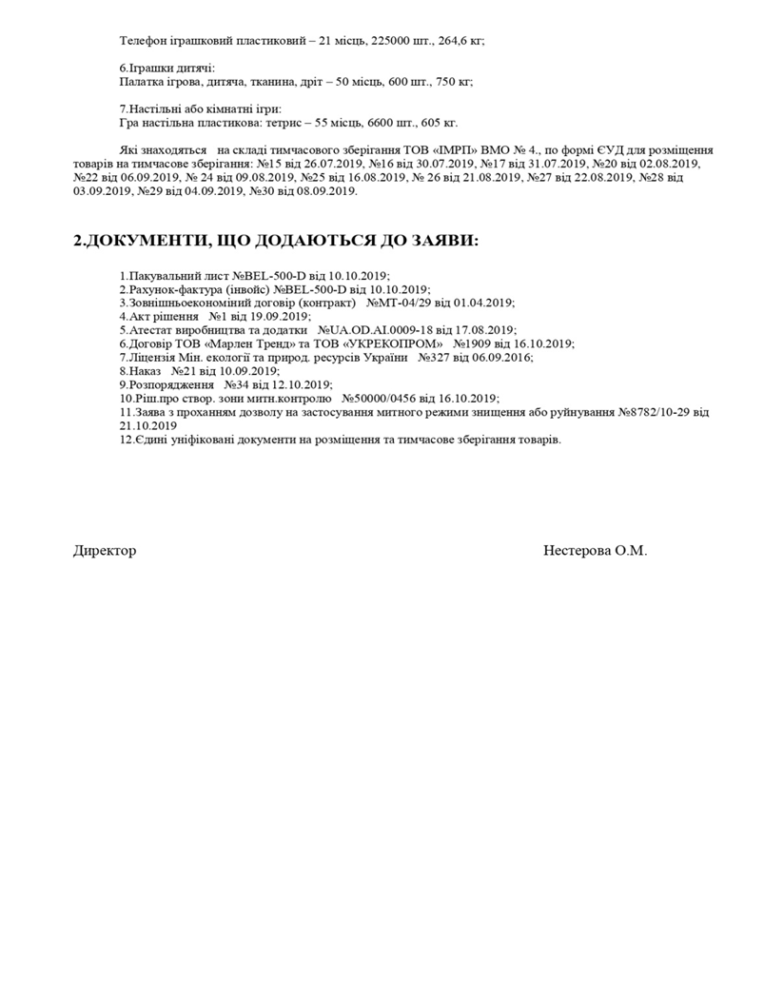 Телефон іграшковий пластиковий – 21 місць, 225000 шт., 264,6 кг;
6.Іграшки дитячі:
Палатка ігрова, дитяча, тканина, дріт – 50 місць, 600 шт., 750 кг;
7.Настільні або кімнатні ігри:
Гра настільна пластикова: тетрис – 55 місць, 6600 шт., 605 кг.
Які знаходяться на складі тимчасового зберігання ТОВ «ІМРП» ВМО № 4., по формі ЄУД для розміщення
товарів на тимчасове зберігання: №15 від 26.07.2019, №16 від 30.07.2019, №17 від 31.07.2019, №20 від 02.08.2019,
№22 від 06.09.2019, № 24 від 09.08.2019, №25 від 16.08.2019, № 26 від 21.08.2019, №27 від 22.08.2019, №28 від
03.09.2019, №29 від 04.09.2019, №30 від 08.09.2019.
2.ДОКУМЕНТИ, ЩО ДОДАЮТЬСЯ ДО ЗАЯВИ:
1.Пакувальний лист №BEL-500-D від 10.10.2019;
2.Рахунок-фактура (інвойс) №BEL-500-D від 10.10.2019;
3.Зовнішньоекономіний договір (контракт) №МТ-04/29 від 01.04.2019;
4.Акт рішення №1 від 19.09.2019;
5.Атестат виробництва та додатки №UA.OD.AI.0009-18 від 17.08.2019;
6.Договір ТОВ «Марлен Тренд» та ТОВ «УКРЕКОПРОМ» №1909 від 16.10.2019;
7.Ліцензія Мін. екології та природ. ресурсів України №327 від 06.09.2016;
8.Наказ №21 від 10.09.2019;
9.Розпорядження №34 від 12.10.2019;
10.Ріш.про створ. зони митн.контролю №50000/0456 від 16.10.2019;
11.Заява з проханням дозволу на застосування митного режими знищення або руйнування №8782/10-29 від
21.10.2019
12.Єдині уніфіковані документи на розміщення та тимчасове зберігання товарів.
Директор Нестерова О.М.